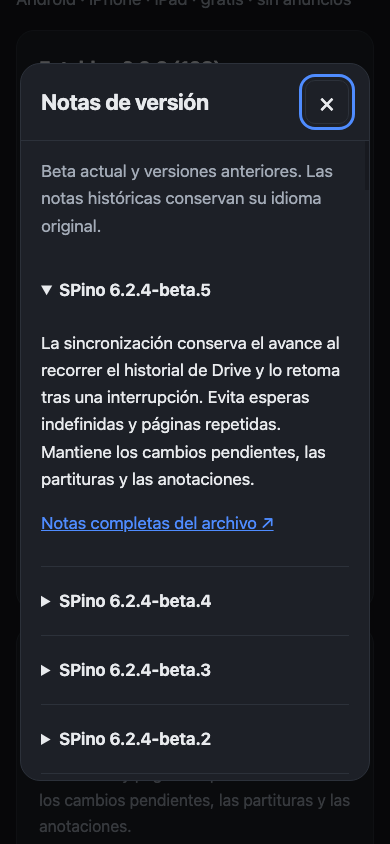 Android · iPhone · iPad · gratis · sin anuncios
Notas de versión
×
Beta actual y versiones anteriores. Las
notas históricas conservan su idioma
original.
▼ SPino 6.2.4-beta.5
La sincronización conserva el avance al
recorrer el historial de Drive y lo retoma
tras una interrupción. Evita esperas
indefinidas y páginas repetidas.
Mantiene los cambios pendientes, las
partituras y las anotaciones.
Notas completas del archivo ↗
▶ SPino 6.2.4-beta.4
▶ SPino 6.2.4-beta.3
▶ SPino 6.2.4-beta.2
los cambios pendientes, las partituras y las
anotaciones.